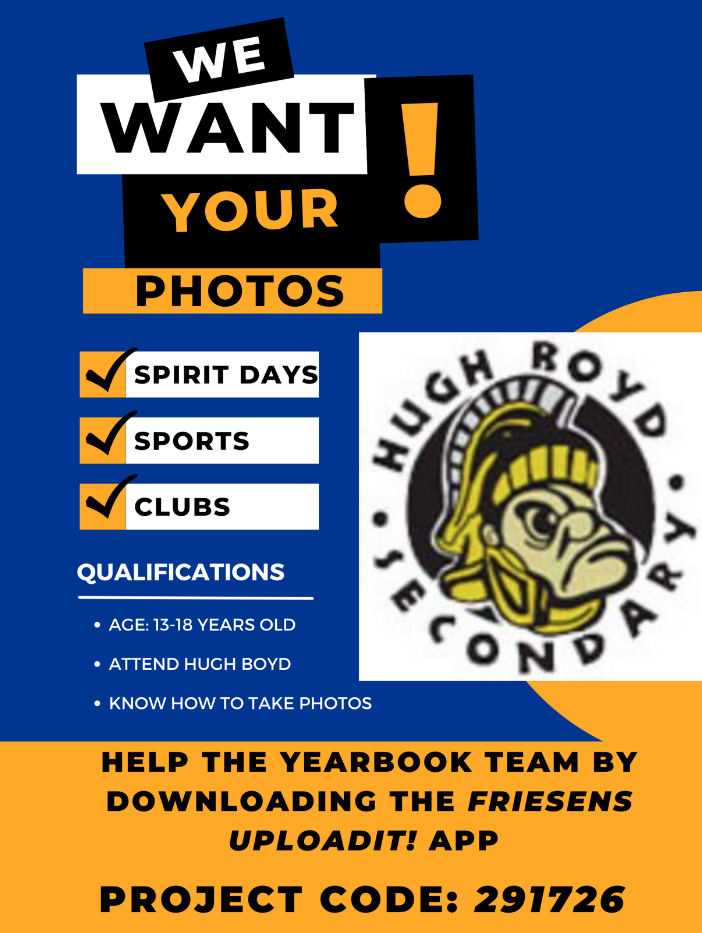 WE
WANT
!
YOUR
PHOTOS
SPIRIT DAYS
SPORTS
CLUBS
HUGH BOYD
• SECONDARY •
QUALIFICATIONS
• AGE: 13-18 YEARS OLD
• ATTEND HUGH BOYD
• KNOW HOW TO TAKE PHOTOS
HELP THE YEARBOOK TEAM BY
DOWNLOADING THE FRIESENS
UPLOADIT! APP
PROJECT CODE: 291726